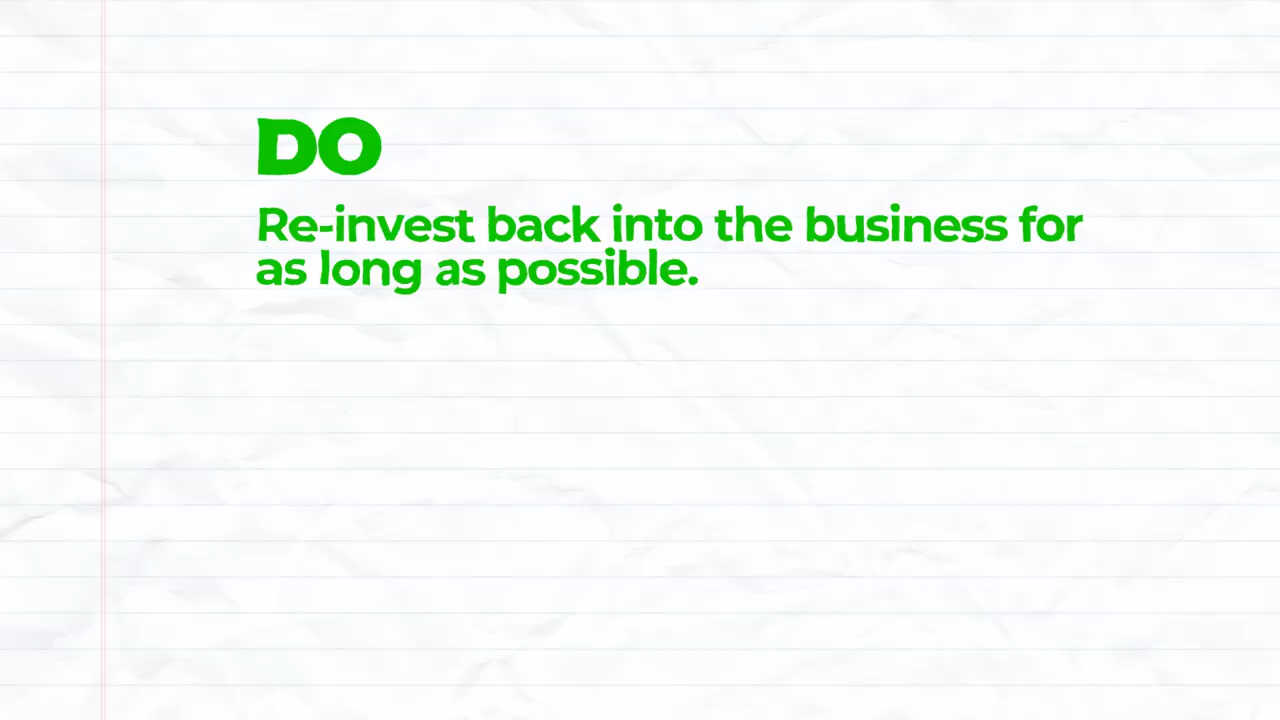 DO
Re-invest back into the business for
as long as possible.